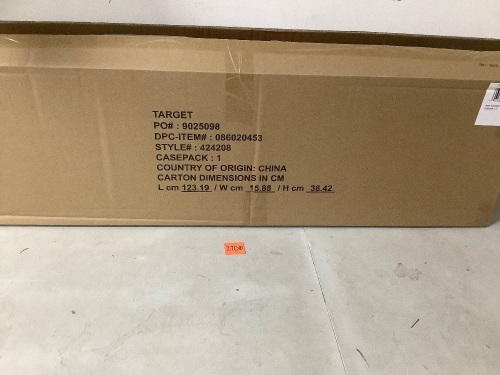 TARGET
PO# : 9025098
DPC-ITEM# : 086020453
STYLE# : 424208
CASEPACK : 1
COUNTRY OF ORIGIN: CHINA
CARTON DIMENSIONS IN CM
L cm 123.19 / W cm 15.88 / H cm 38.42